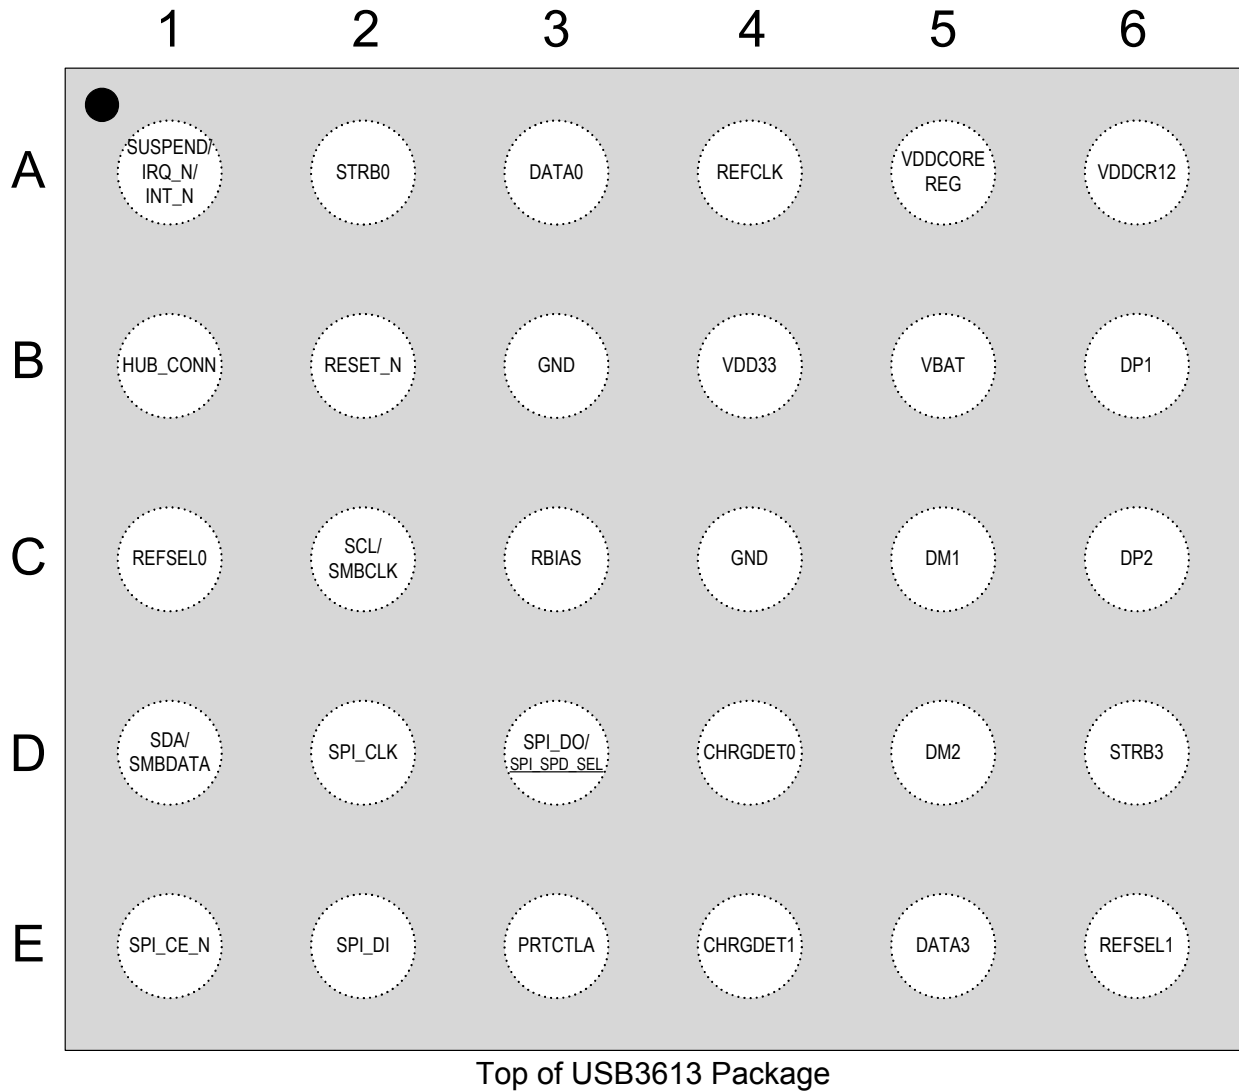 1 2 3 4 5 6
A
SUSPEND/
IRQ_N/
INT_N
STRB0
DATA0
REFCLK
VDDCORE
REG
VDDCR12
B
HUB_CONN
RESET_N
GND
VDD33
VBAT
DP1
C
REFSEL0
SCL/
SMBCLK
RBIAS
GND
DM1
DP2
D
SDA/
SMBDATA
SPI_CLK
SPI_DO/
SPI_SPD_SEL
CHRGDET0
DM2
STRB3
E
SPI_CE_N
SPI_DI
PRTCTLA
CHRGDET1
DATA3
REFSEL1
Top of USB3613 Package